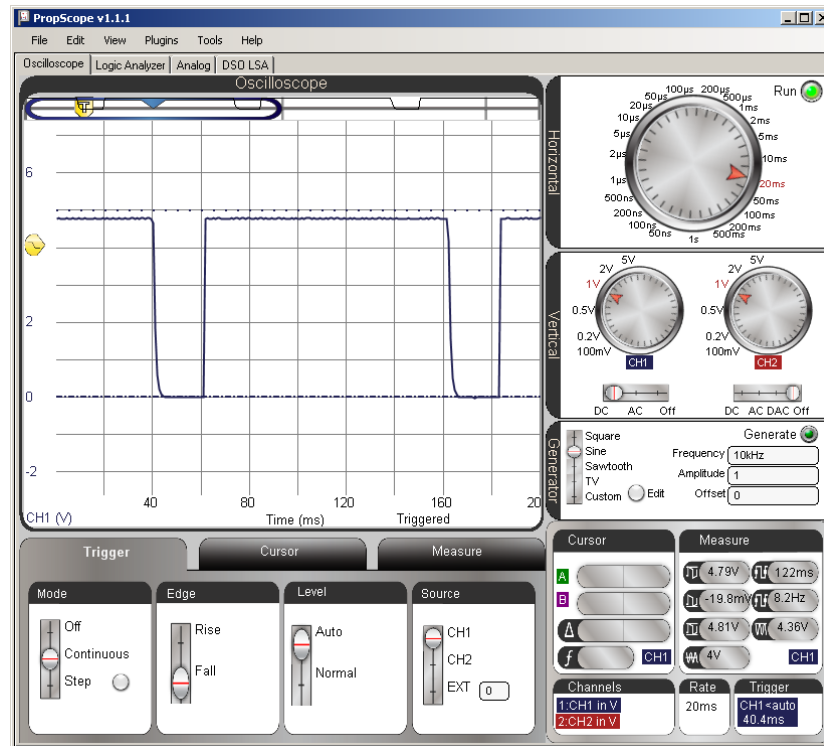 PropScope v1.1.1
File Edit View Plugins Tools Help
Oscilloscope Logic Analyzer Analog DSO LSA
Oscilloscope
T
6
2
0
-2
40 80 120 160 20
CH1 (V) Time (ms) Triggered
Horizontal
Run
1s
50ns
100ns
200ns
500ns
1µs
2µs
5µs
10µs
20µs
50µs
100µs
200µs
500µs
1ms
2ms
5ms
10ms
20ms
50ms
100ms
200ms
500ms
Vertical
5V
2V
1V
0.5V
0.2V
100mV
CH1
DC AC Off
5V
2V
1V
0.5V
0.2V
100mV
CH2
DC AC DAC Off
Generator
Square
Sine
Sawtooth
TV
Custom Edit
Generate
Frequency 10kHz
Amplitude 1
Offset 0
Trigger Cursor Measure
Mode
Off
Continuous
Step
Edge
Rise
Fall
Level
Auto
Normal
Source
CH1
CH2
EXT 0
Cursor
A
B
Δ
f CH1
Measure
4.79V 122ms
-19.8mV 8.2Hz
4.81V 4.36V
4V CH1
Channels
1:CH1 in V
2:CH2 in V
Rate
20ms
Trigger
CH1<auto
40.4ms